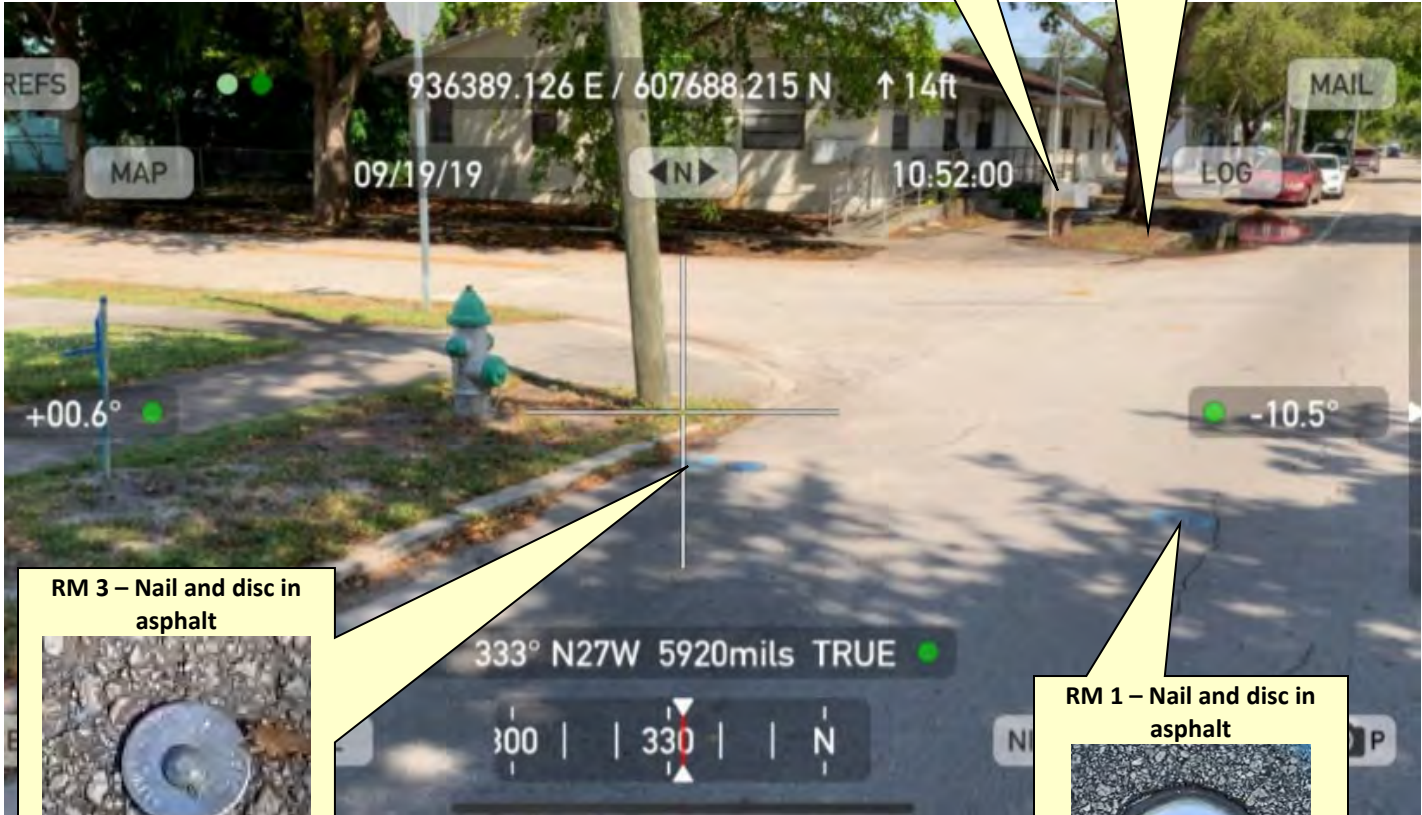 REFS
936389.126 E / 607688.215 N ↑ 14ft
MAIL
MAP
09/19/19
◀N▶
10:52:00
LOG
+00.6°
-10.5°
RM 3 – Nail and disc in
asphalt
333° N27W 5920mils TRUE
300 | | 330 | | N
RM 1 – Nail and disc in
asphalt
P